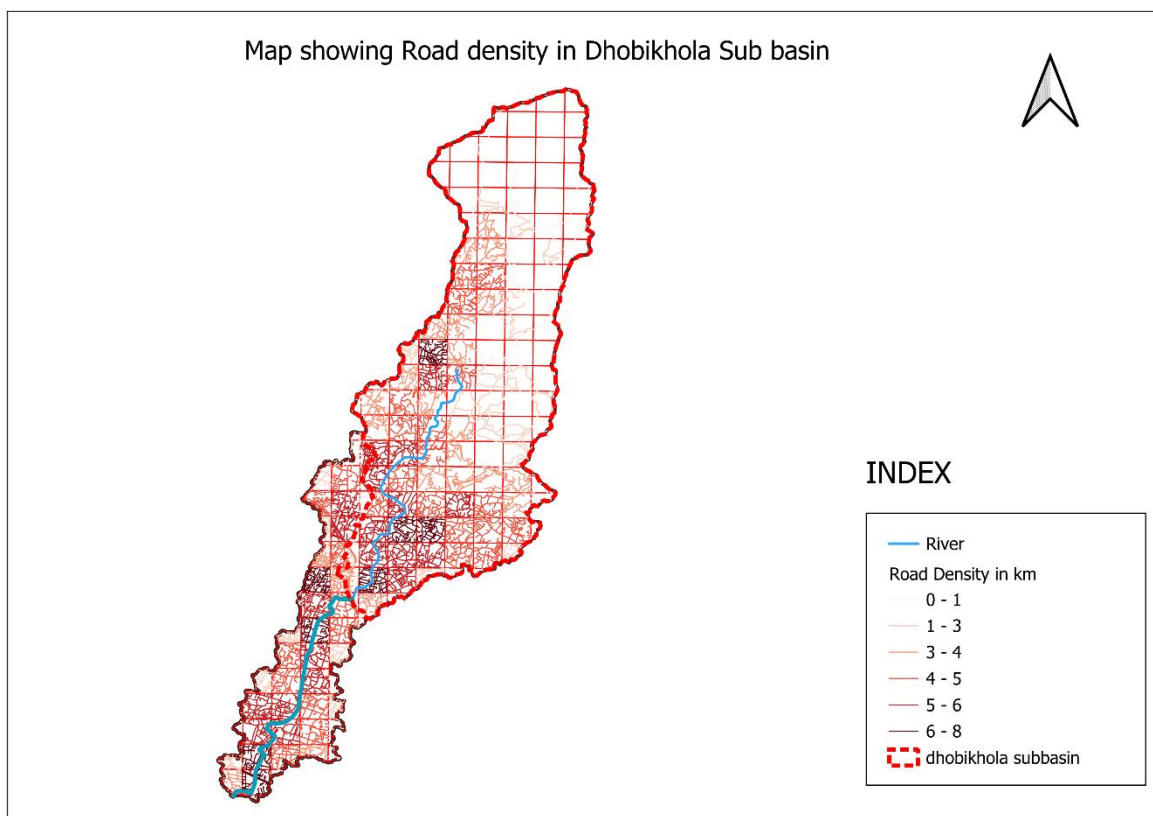 Map showing Road density in Dhobikhola Sub basin
INDEX
River
Road Density in km
0 - 1
1 - 3
3 - 4
4 - 5
5 - 6
6 - 8
dhobikhola subbasin